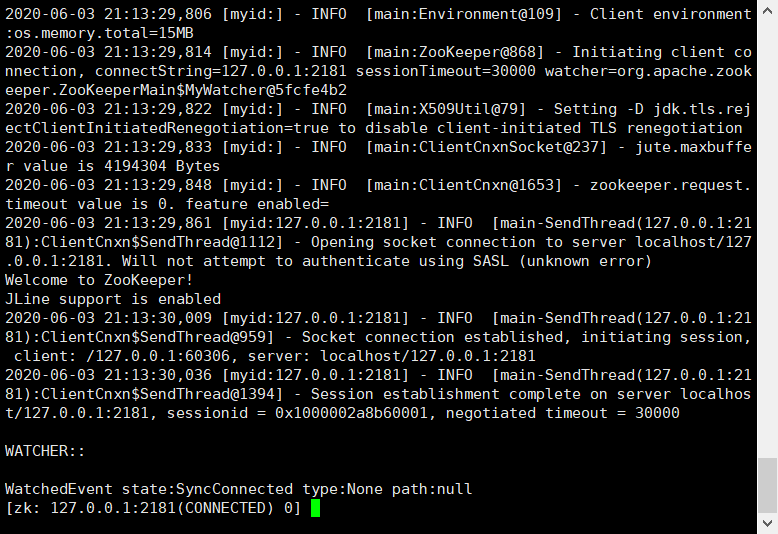 2020-06-03 21:13:29,806 [myid:] - INFO  [main:Environment@109] - Client environment
:os.memory.total=15MB
2020-06-03 21:13:29,814 [myid:] - INFO  [main:ZooKeeper@868] - Initiating client co
nnection, connectString=127.0.0.1:2181 sessionTimeout=30000 watcher=org.apache.zook
eeper.ZooKeeperMain$MyWatcher@5fcfe4b2
2020-06-03 21:13:29,822 [myid:] - INFO  [main:X509Util@79] - Setting -D jdk.tls.rej
ectClientInitiatedRenegotiation=true to disable client-initiated TLS renegotiation
2020-06-03 21:13:29,833 [myid:] - INFO  [main:ClientCnxnSocket@237] - jute.maxbuffe
r value is 4194304 Bytes
2020-06-03 21:13:29,848 [myid:] - INFO  [main:ClientCnxn@1653] - zookeeper.request.
timeout value is 0. feature enabled=
2020-06-03 21:13:29,861 [myid:127.0.0.1:2181] - INFO  [main-SendThread(127.0.0.1:21
81):ClientCnxn$SendThread@1112] - Opening socket connection to server localhost/127
.0.0.1:2181. Will not attempt to authenticate using SASL (unknown error)
Welcome to ZooKeeper!
JLine support is enabled
2020-06-03 21:13:30,009 [myid:127.0.0.1:2181] - INFO  [main-SendThread(127.0.0.1:21
81):ClientCnxn$SendThread@959] - Socket connection established, initiating session,
 client: /127.0.0.1:60306, server: localhost/127.0.0.1:2181
2020-06-03 21:13:30,036 [myid:127.0.0.1:2181] - INFO  [main-SendThread(127.0.0.1:21
81):ClientCnxn$SendThread@1394] - Session establishment complete on server localhos
t/127.0.0.1:2181, sessionid = 0x1000002a8b60001, negotiated timeout = 30000

WATCHER::

WatchedEvent state:SyncConnected type:None path:null
[zk: 127.0.0.1:2181(CONNECTED) 0]